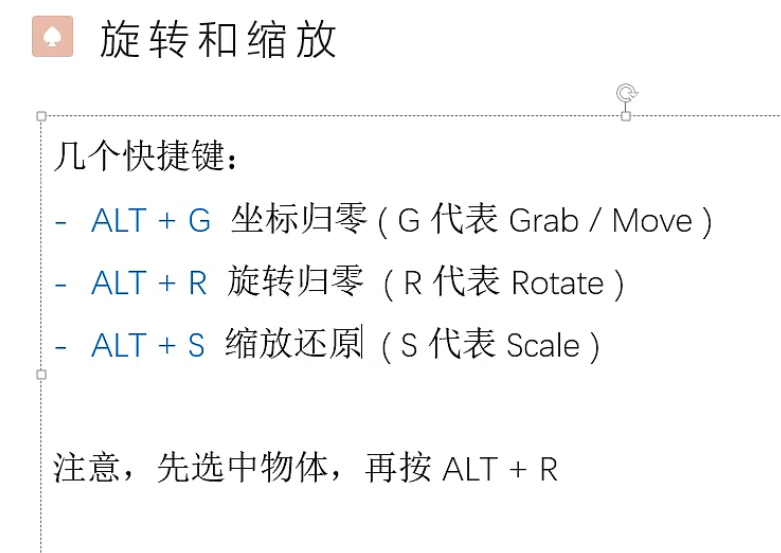 旋转和缩放
几个快捷键：
- ALT + G 坐标归零 ( G 代表 Grab / Move )
- ALT + R 旋转归零 ( R 代表 Rotate )
- ALT + S 缩放还原 ( S 代表 Scale )
注意，先选中物体，再按 ALT + R